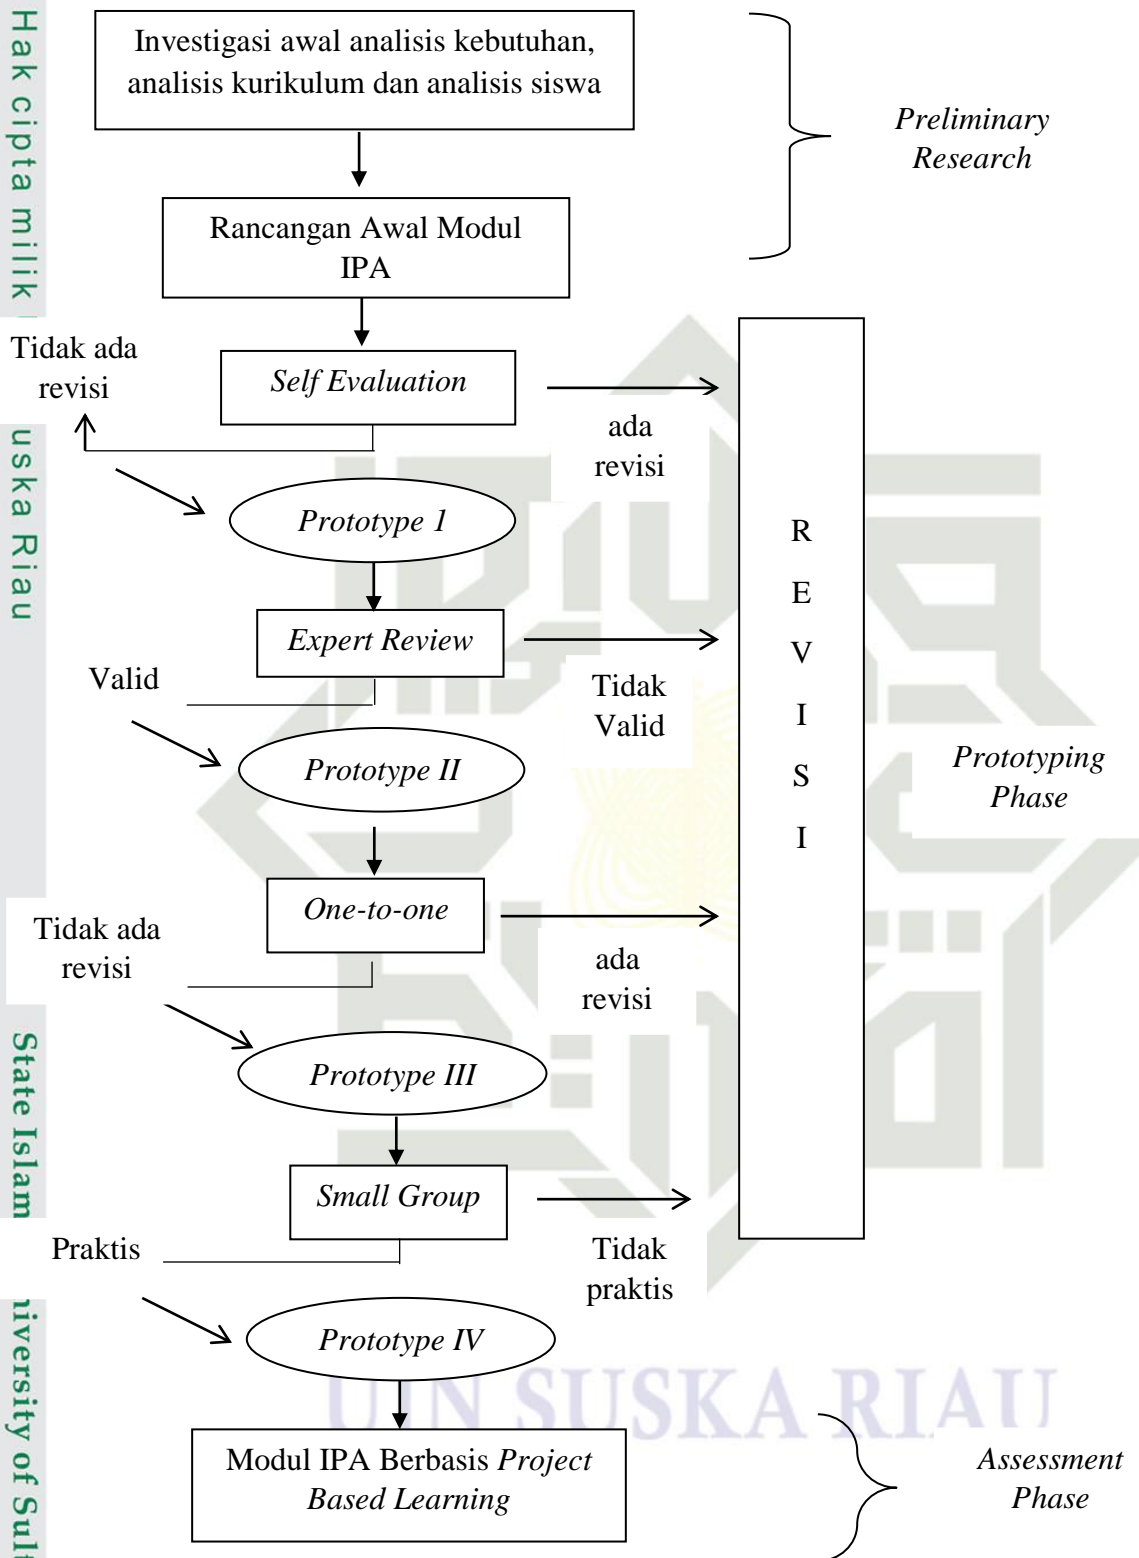 Hak cipta milik
uska Riau
State Islam
niversity of Sult
Investigasi awal analisis kebutuhan,
analisis kurikulum dan analisis siswa
Preliminary
Research
Rancangan Awal Modul
IPA
Tidak ada
revisi
Self Evaluation
ada
revisi
Prototype 1
Expert Review
Valid
Tidak
Valid
Prototype II
One-to-one
Tidak ada
revisi
ada
revisi
Prototype III
Small Group
Praktis
Tidak
praktis
Prototype IV
R
E
V
I
S
I
Prototyping
Phase
UIN SUSKA RIAU
Modul IPA Berbasis Project
Based Learning
Assessment
Phase